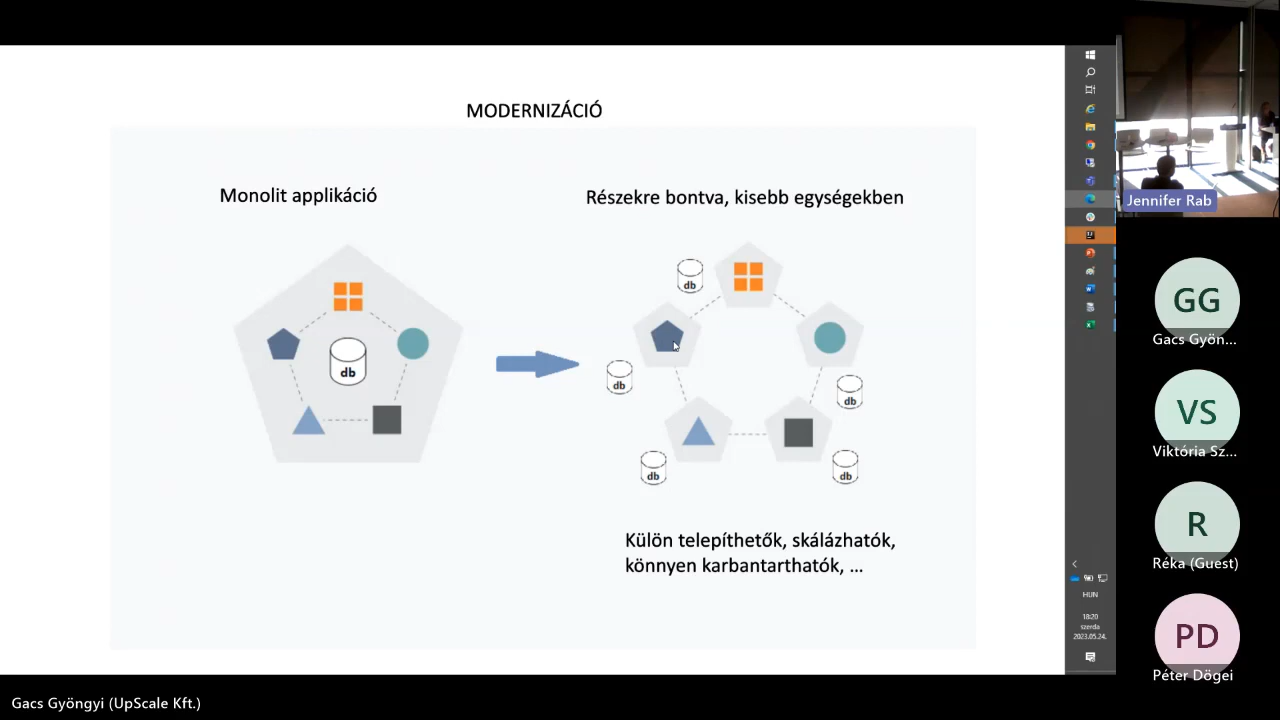 MODERNIZÁCIÓ
Monolit applikáció
Részekre bontva, kisebb egységekben
db
db
db
db
db
db
Külön telepíthetők, skálázhatók,
könnyen karbantarthatók, ...
HUN
18:20
szerda
2023.05.24.
Jennifer Rab
GG
Gacs Gyön...
VS
Viktória Sz...
R
Réka (Guest)
PD
Péter Dögei
Gacs Gyöngyi (UpScale Kft.)